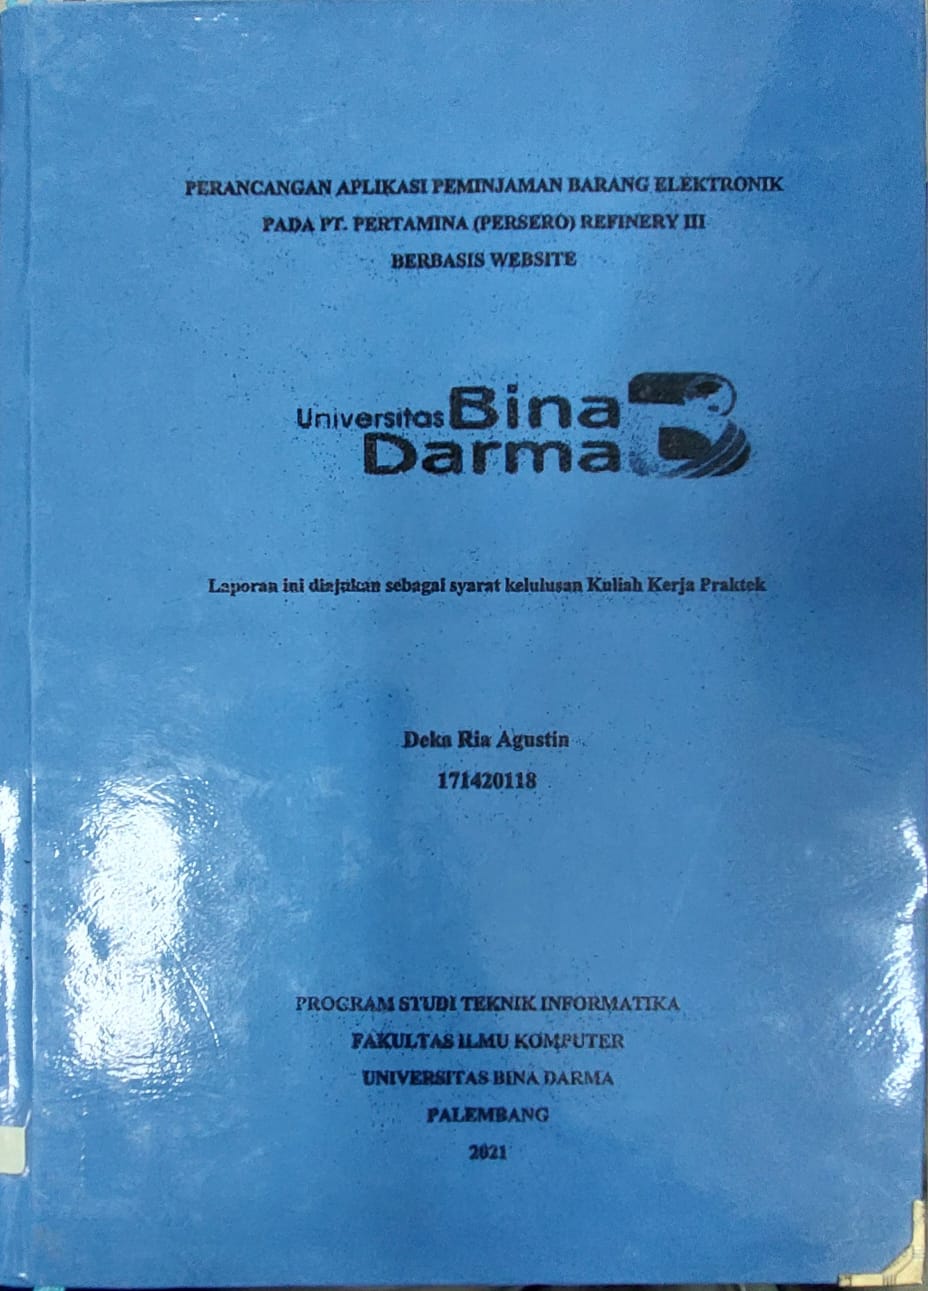 PERANCANGAN APLIKASI PEMINJAMAN BARANG ELEKTRONIK
PADA PT. PERTAMINA (PERSERO) REFINERY III
BERBASIS WEBSITE
Universitas Bina
Darma
Laporan ini diajukan sebagai syarat kelulusan Kuliah Kerja Praktek
Deka Ria Agustin
171420118
PROGRAM STUDI TEKNIK INFORMATIKA
FAKULTAS ILMU KOMPUTER
UNIVERSITAS BINA DARMA
PALEMBANG
2021